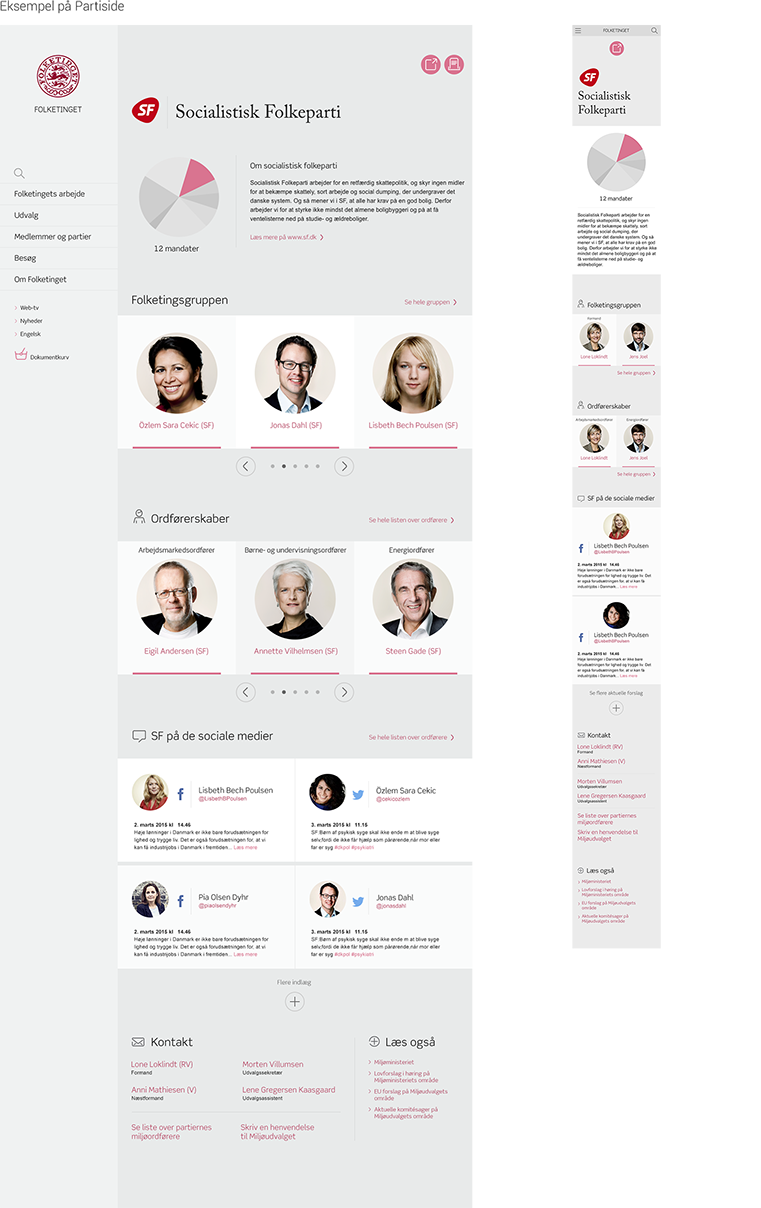 Eksempel på Partiside
FOLKETINGET
FOLKETINGET
Folketingets arbejde
Udvalg
Medlemmer og partier
Besøg
Om Folketinget
Web-tv
Nyheder
Engelsk
Dokumentkurv
SF
Socialistisk Folkeparti
12 mandater
Om socialistisk folkeparti
Socialistisk Folkeparti arbejder for en retfærdig skattepolitik, og skyr ingen midler
for at bekæmpe skattely, sort arbejde og social dumping, der undergraver det
danske system. Og så mener vi i SF, at alle har krav på en god bolig. Derfor
arbejder vi for at styrke ikke mindst det almene boligbyggeri og på at få
ventelisterne ned på studie- og ældreboliger.
Læs mere på www.sf.dk
Folketingsgruppen
Se hele gruppen
Özlem Sara Cekic (SF)
Jonas Dahl (SF)
Lisbeth Bech Poulsen (SF)
Ordførerskaber
Se hele listen over ordførere
Arbejdsmarkedsordfører
Børne- og undervisningsordfører
Energiordfører
Eigil Andersen (SF)
Annette Vilhelmsen (SF)
Steen Gade (SF)
SF på de sociale medier
Se hele listen over ordførere
Lisbeth Bech Poulsen
@LisbethBPoulsen
2. marts 2015 kl 14.46
Høje lønninger i Danmark er ikke bare forudsætningen for
lighed og trygge liv. Det er også forudsætningen for, at vi
kan få industrijobs i Danmark i fremtiden... Læs mere
Özlem Sara Cekic
@cekicozlem
3. marts 2015 kl 11.15
SF:Børn af psykisk syge skal ikke ende m at blive syge
selv,fordi de ikke får hjælp som pårørende.når mor eller
far er syg #dkpol #psykiatri
Pia Olsen Dyhr
@piaolsendyhr
2. marts 2015 kl 14.46
Høje lønninger i Danmark er ikke bare forudsætningen for
lighed og trygge liv. Det er også forudsætningen for, at vi
kan få industrijobs i Danmark i fremtiden... Læs mere
Jonas Dahl
@jonasdahl
3. marts 2015 kl 11.15
SF:Børn af psykisk syge skal ikke ende m at blive syge
selv,fordi de ikke får hjælp som pårørende.når mor eller
far er syg #dkpol #psykiatri
Flere indlæg
Kontakt
Lone Loklindt (RV)
Formand
Morten Villumsen
Udvalgssekretær
Anni Mathiesen (V)
Næstformand
Lene Gregersen Kaasgaard
Udvalgsassistent
Se liste over partiernes
miljøordførere
Skriv en henvendelse
til Miljøudvalget
Læs også
Miljøministeriet
Lovforslag i høring på
Miljøministeriets område
EU forslag på Miljøudvalgets
område
Aktuelle komitésager på
Miljøudvalgets område
FOLKETINGET
SF
Socialistisk
Folkeparti
12 mandater
Socialistisk Folkeparti arbejder for en
retfærdig skattepolitik, og skyr ingen
midler for at bekæmpe skattely, sort
arbejde og social dumping, der
undergraver det danske system. Og så
mener vi i SF, at alle har krav på en god
bolig. Derfor arbejder vi for at styrke ikke
mindst det almene boligbyggeri og på at
få ventelisterne ned på studie- og
ældreboliger.
Folketingsgruppen
Formand
Lone Loklindt
Jens Joel
Se hele gruppen
Ordførerskaber
Arbejdsmarkedsordfører
Energiordfører
Lone Loklindt
Jens Joel
Se hele gruppen
SF på de sociale medier
Lisbeth Bech Poulsen
@LisbethBPoulsen
2. marts 2015 kl 14.46
Høje lønninger i Danmark er ikke bare
forudsætningen for lighed og trygge liv. Det
er også forudsætningen for, at vi kan få
industrijobs i Danmark i fremtiden... Læs mere
Lisbeth Bech Poulsen
@LisbethBPoulsen
2. marts 2015 kl 14.46
Høje lønninger i Danmark er ikke bare
forudsætningen for lighed og trygge liv. Det
er også forudsætningen for, at vi kan få
industrijobs i Danmark i fremtiden... Læs mere
Se flere aktuelle forslag
Kontakt
Lone Loklindt (RV)
Formand
Anni Mathiesen (V)
Næstformand
Morten Villumsen
Udvalgssekretær
Lene Gregersen Kaasgaard
Udvalgsassistent
Se liste over partiernes
miljøordførere
Skriv en henvendelse til
Miljøudvalget
Læs også
Miljøministeriet
Lovforslag i høring på
Miljøministeriets område
EU forslag på Miljøudvalgets
område
Aktuelle komitésager på
Miljøudvalgets område